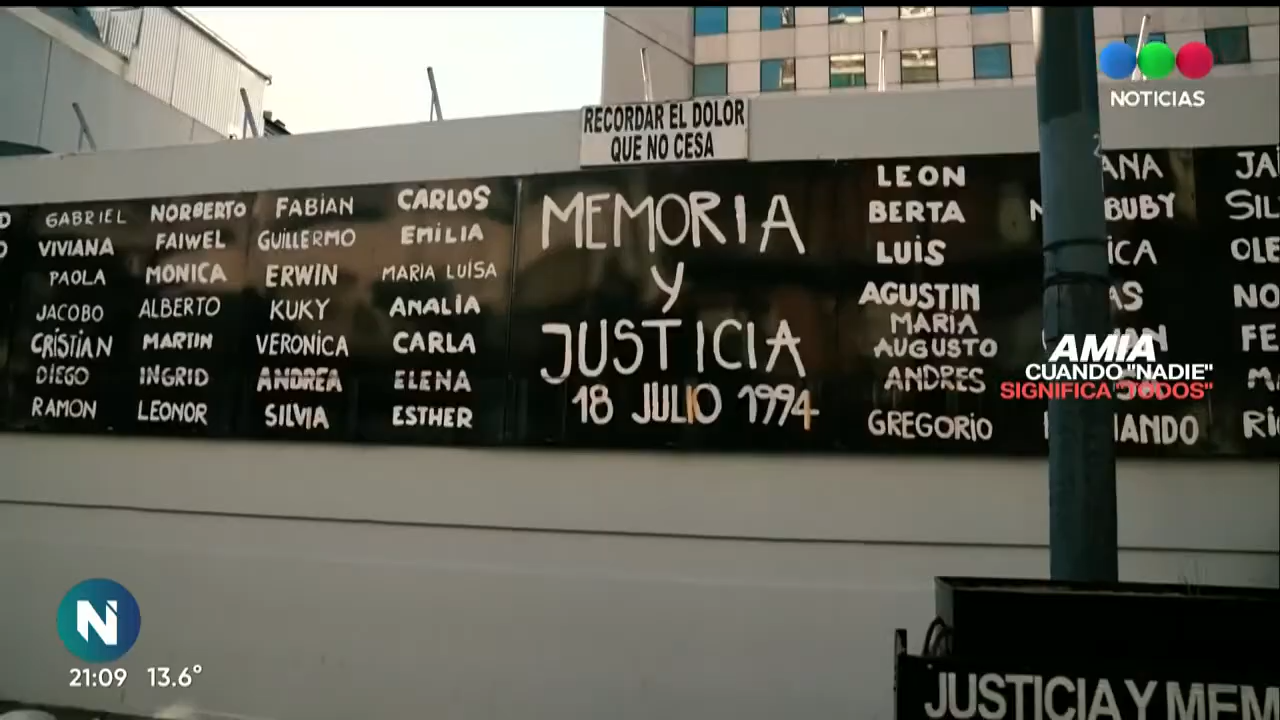 NOTICIAS
RECORDAR EL DOLOR
QUE NO CESA
GABRIEL
VIVIANA
PAOLA
JACOBO
CRISTIAN
DIEGO
RAMON
NORBERTO
FAIWEL
MONICA
ALBERTO
MARTIN
INGRID
LEONOR
FABIAN
GUILLERMO
ERWIN
KUKY
VERONICA
ANDREA
SILVIA
CARLOS
EMILIA
MARIA LUÍSA
ANALIA
CARLA
ELENA
ESTHER
MEMORIA
Y
JUSTICIA
18 JULIO 1994
LEON
BERTA
LUIS
AGUSTIN
MARÍA
AUGUSTO
ANDRES
GREGORIO
AMIA
CUANDO "NADIE"
SIGNIFICA "TODOS"
N
21:09 13.6°
JUSTICIA Y MEM